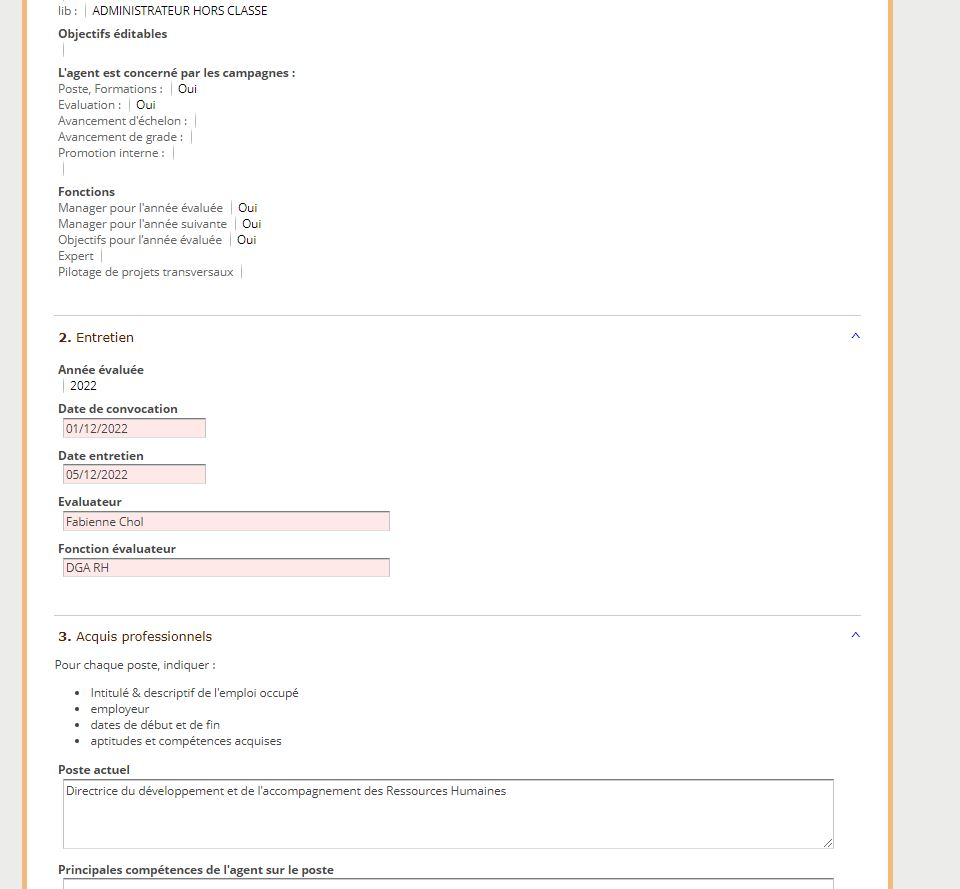 lib : ADMINISTRATEUR HORS CLASSE
Objectifs éditables
L'agent est concerné par les campagnes :
Poste, Formations : Oui
Evaluation : Oui
Avancement d'échelon :
Avancement de grade :
Promotion interne :
Fonctions
Manager pour l'année évaluée Oui
Manager pour l'année suivante Oui
Objectifs pour l'année évaluée Oui
Expert
Pilotage de projets transversaux
2. Entretien
Année évaluée
2022
Date de convocation
01/12/2022
Date entretien
05/12/2022
Evaluateur
Fabienne Chol
Fonction évaluateur
DGA RH
3. Acquis professionnels
Pour chaque poste, indiquer :
• Intitulé & descriptif de l'emploi occupé
• employeur
• dates de début et de fin
• aptitudes et compétences acquises
Poste actuel
Directrice du développement et de l'accompagnement des Ressources Humaines
Principales compétences de l'agent sur le poste